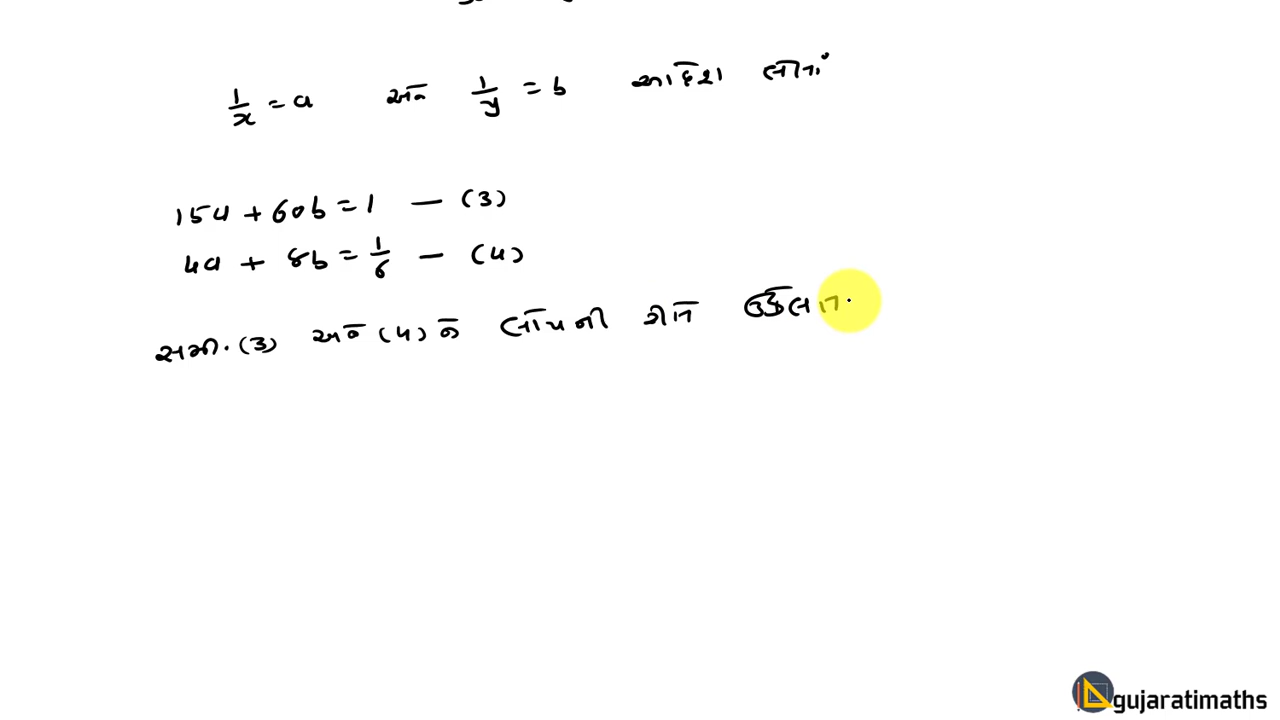 1/x = a અને 1/y = b આદેશ લેતાં
15a + 60b = 1 — (3)
4a + 8b = 1/6 — (4)
સમી. (3) અને (4) ને લોપની રીતે ઉકેલતા
gujaratimaths